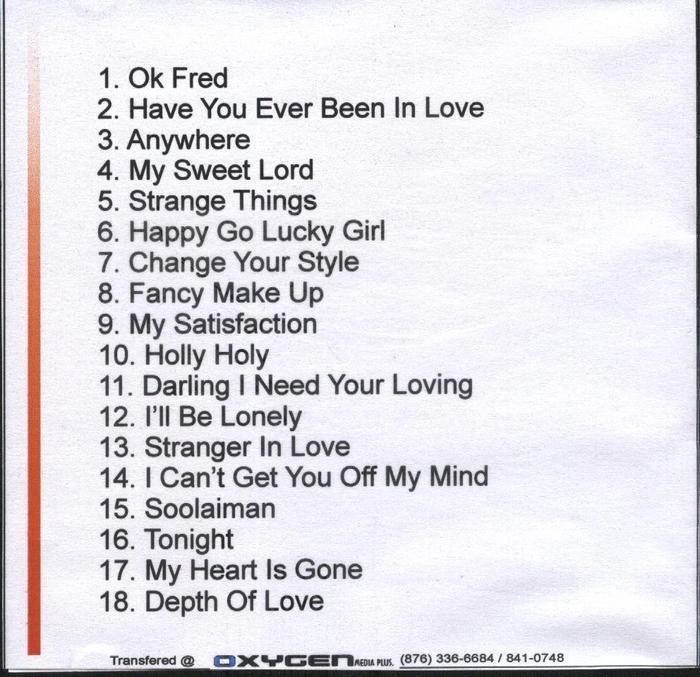 1. Ok Fred
2. Have You Ever Been In Love
3. Anywhere
4. My Sweet Lord
5. Strange Things
6. Happy Go Lucky Girl
7. Change Your Style
8. Fancy Make Up
9. My Satisfaction
10. Holly Holy
11. Darling I Need Your Loving
12. I'll Be Lonely
13. Stranger In Love
14. I Can't Get You Off My Mind
15. Soolaiman
16. Tonight
17. My Heart Is Gone
18. Depth Of Love
Transfered @ OXYGEN MEDIA PLUS. (876) 336-6684 / 841-0748